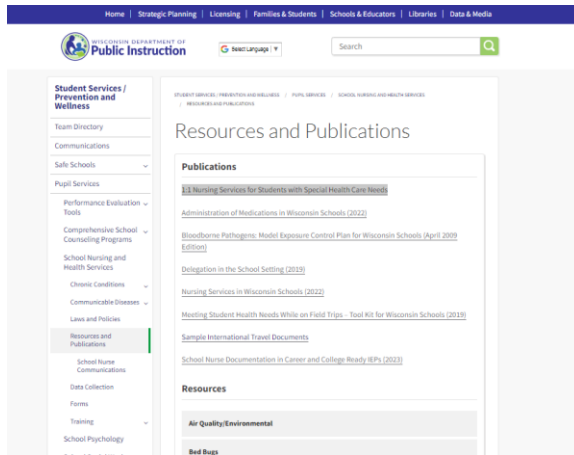 Home | Strategic Planning | Licensing | Families & Students | Schools & Educators | Libraries | Data & Media
WISCONSIN DEPARTMENT OF
Public Instruction
Select Language ▼
Search
Student Services /
Prevention and
Wellness
Team Directory
Communications
Safe Schools
Pupil Services
Performance Evaluation
Tools
Comprehensive School
Counseling Programs
School Nursing and
Health Services
Chronic Conditions
Communicable Diseases
Laws and Policies
Resources and
Publications
School Nurse
Communications
Data Collection
Forms
Training
School Psychology
STUDENT SERVICES / PREVENTION AND WELLNESS / PUPIL SERVICES / SCHOOL NURSING AND HEALTH SERVICES
/ RESOURCES AND PUBLICATIONS
Resources and Publications
Publications
1:1 Nursing Services for Students with Special Health Care Needs
Administration of Medications in Wisconsin Schools (2022)
Bloodborne Pathogens: Model Exposure Control Plan for Wisconsin Schools (April 2009
Edition)
Delegation in the School Setting (2019)
Nursing Services in Wisconsin Schools (2022)
Meeting Student Health Needs While on Field Trips - Tool Kit for Wisconsin Schools (2019)
Sample International Travel Documents
School Nurse Documentation in Career and College Ready IEPs (2023)
Resources
Air Quality/Environmental
Bed Bugs